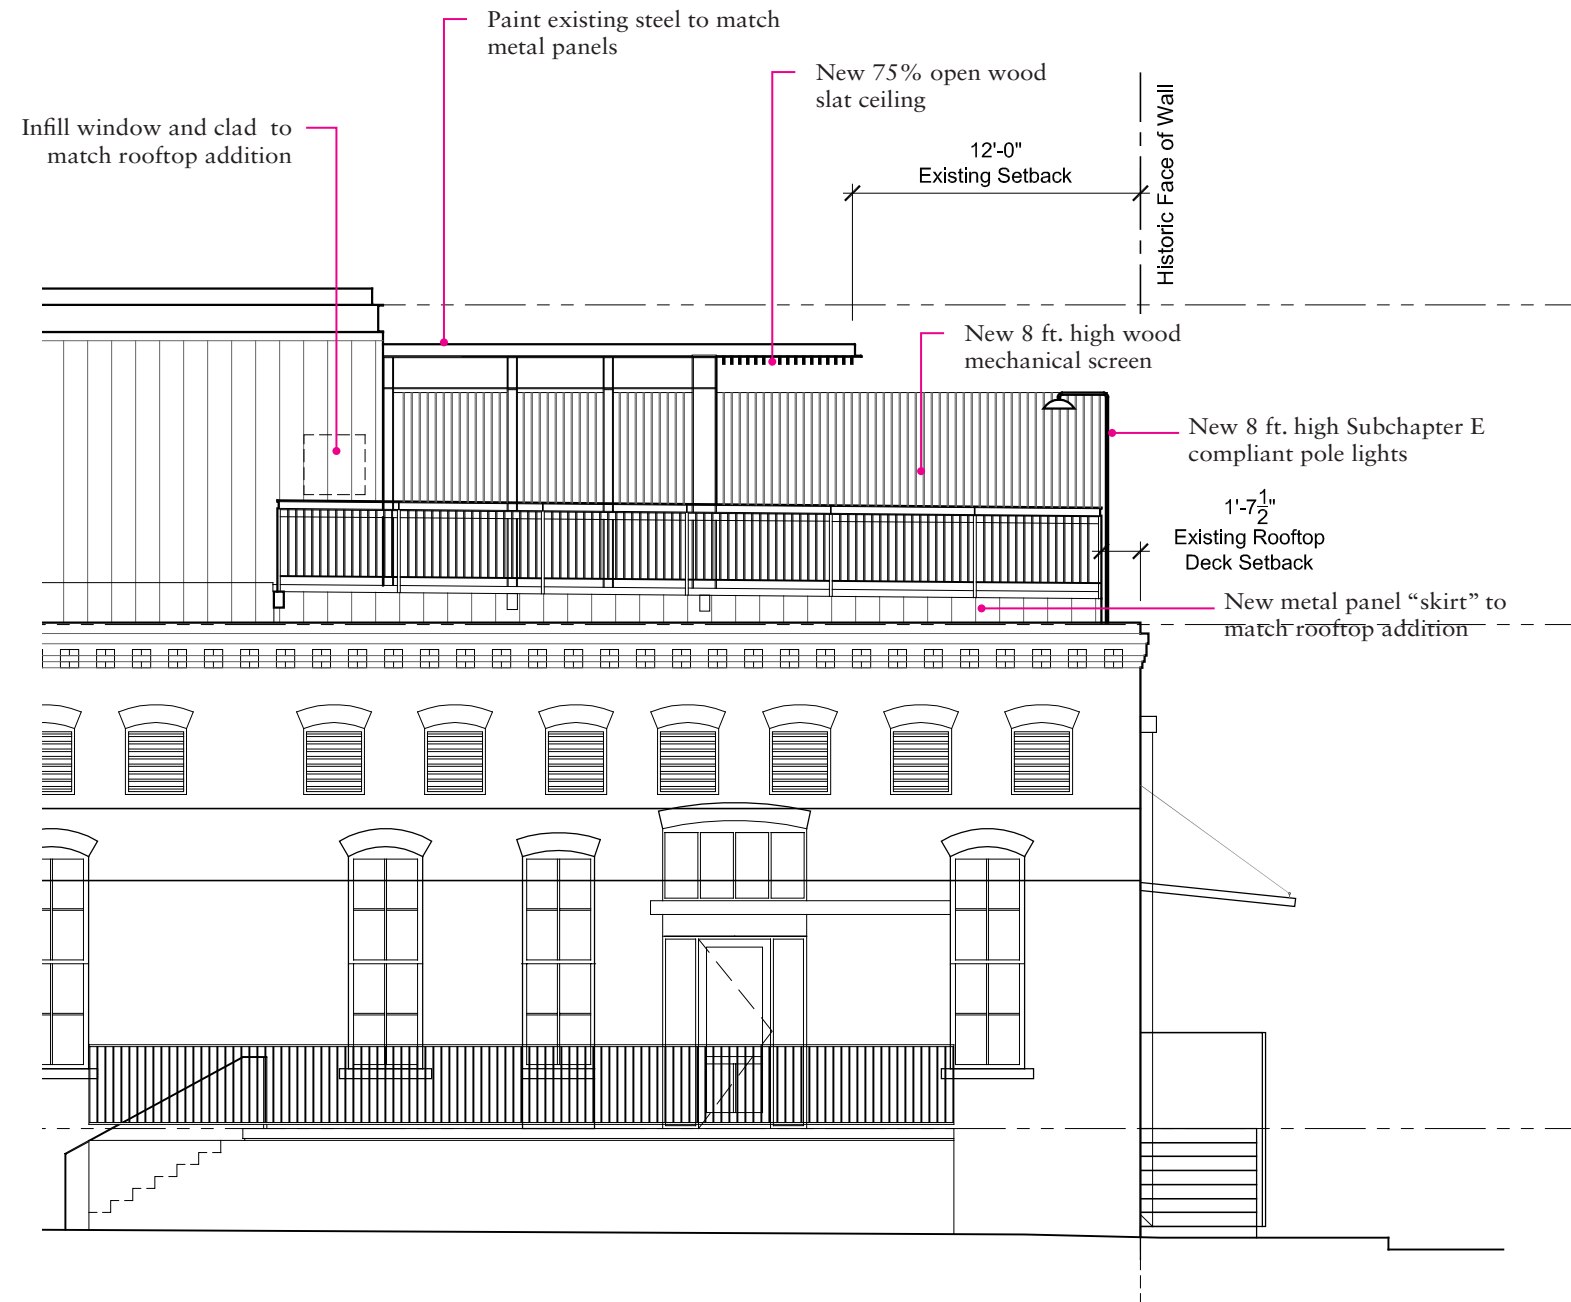 Paint existing steel to match
metal panels
New 75% open wood
slat ceiling
Infill window and clad to
match rooftop addition
12'-0"
Existing Setback
Historic Face of Wall
New 8 ft. high wood
mechanical screen
New 8 ft. high Subchapter E
compliant pole lights
1'-7 1/2"
Existing Rooftop
Deck Setback
New metal panel “skirt” to
match rooftop addition